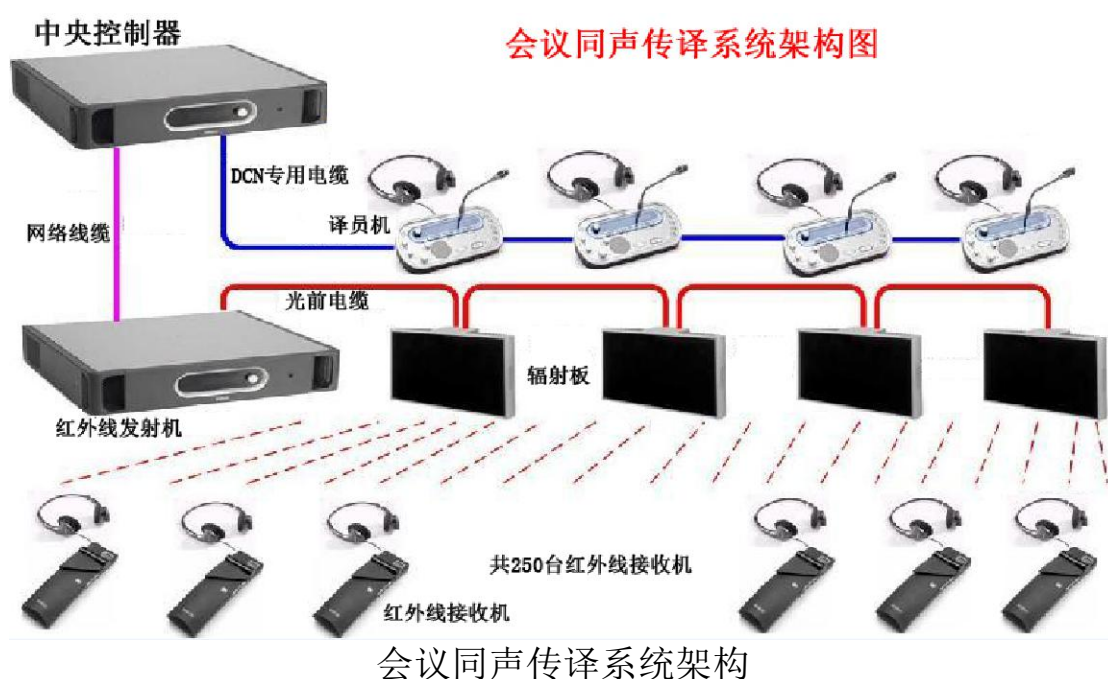 中央控制器
会议同声传译系统架构图
DCN专用电缆
译员机
网络线缆
光前电缆
辐射板
红外线发射机
共250台红外线接收机
红外线接收机
会议同声传译系统架构